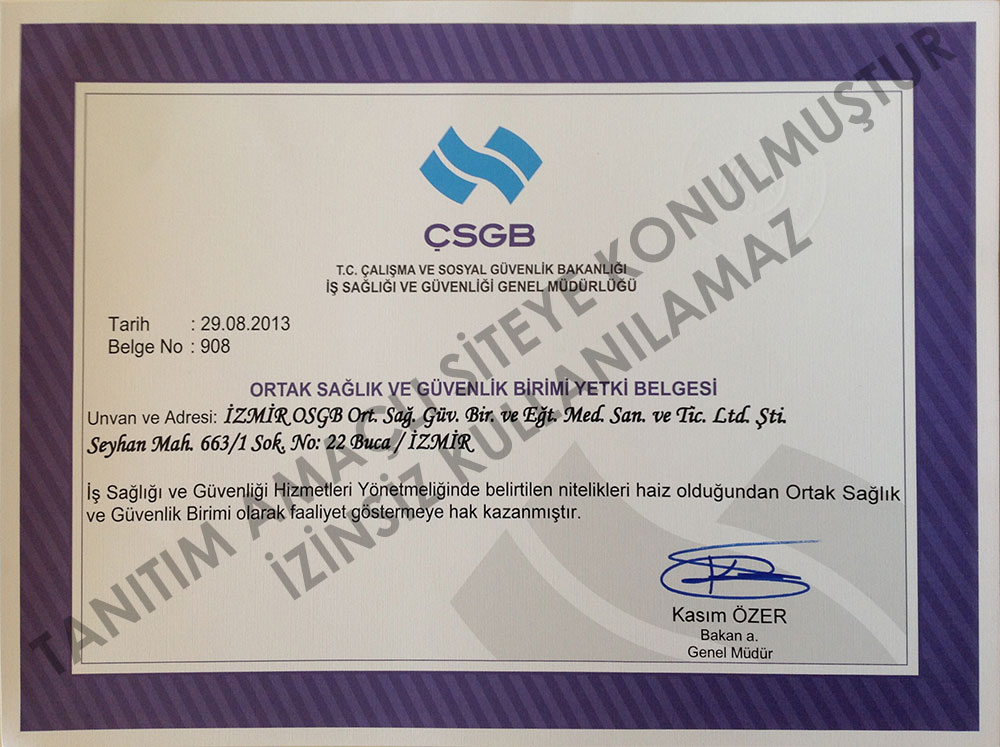 ÇSGB
T.C. ÇALIŞMA VE SOSYAL GÜVENLİK BAKANLIĞI
İŞ SAĞLIĞI VE GÜVENLİĞİ GENEL MÜDÜRLÜĞÜ
Tarih : 29.08.2013
Belge No : 908
ORTAK SAĞLIK VE GÜVENLİK BİRİMİ YETKİ BELGESİ
Unvan ve Adresi: İZMİR OSGB Ort. Sağ. Güv. Bir. ve Eğt. Med. San. ve Tic. Ltd. Şti.
Seyhan Mah. 663/1 Sok. No: 22 Buca / İZMİR
İş Sağlığı ve Güvenliği Hizmetleri Yönetmeliğinde belirtilen nitelikleri haiz olduğundan Ortak Sağlık
ve Güvenlik Birimi olarak faaliyet göstermeye hak kazanmıştır.
Kasım ÖZER
Bakan a.
Genel Müdür
TANITIM AMAÇLI SİTEYE KONULMUŞTUR
İZİNSİZ KULLANILAMAZ